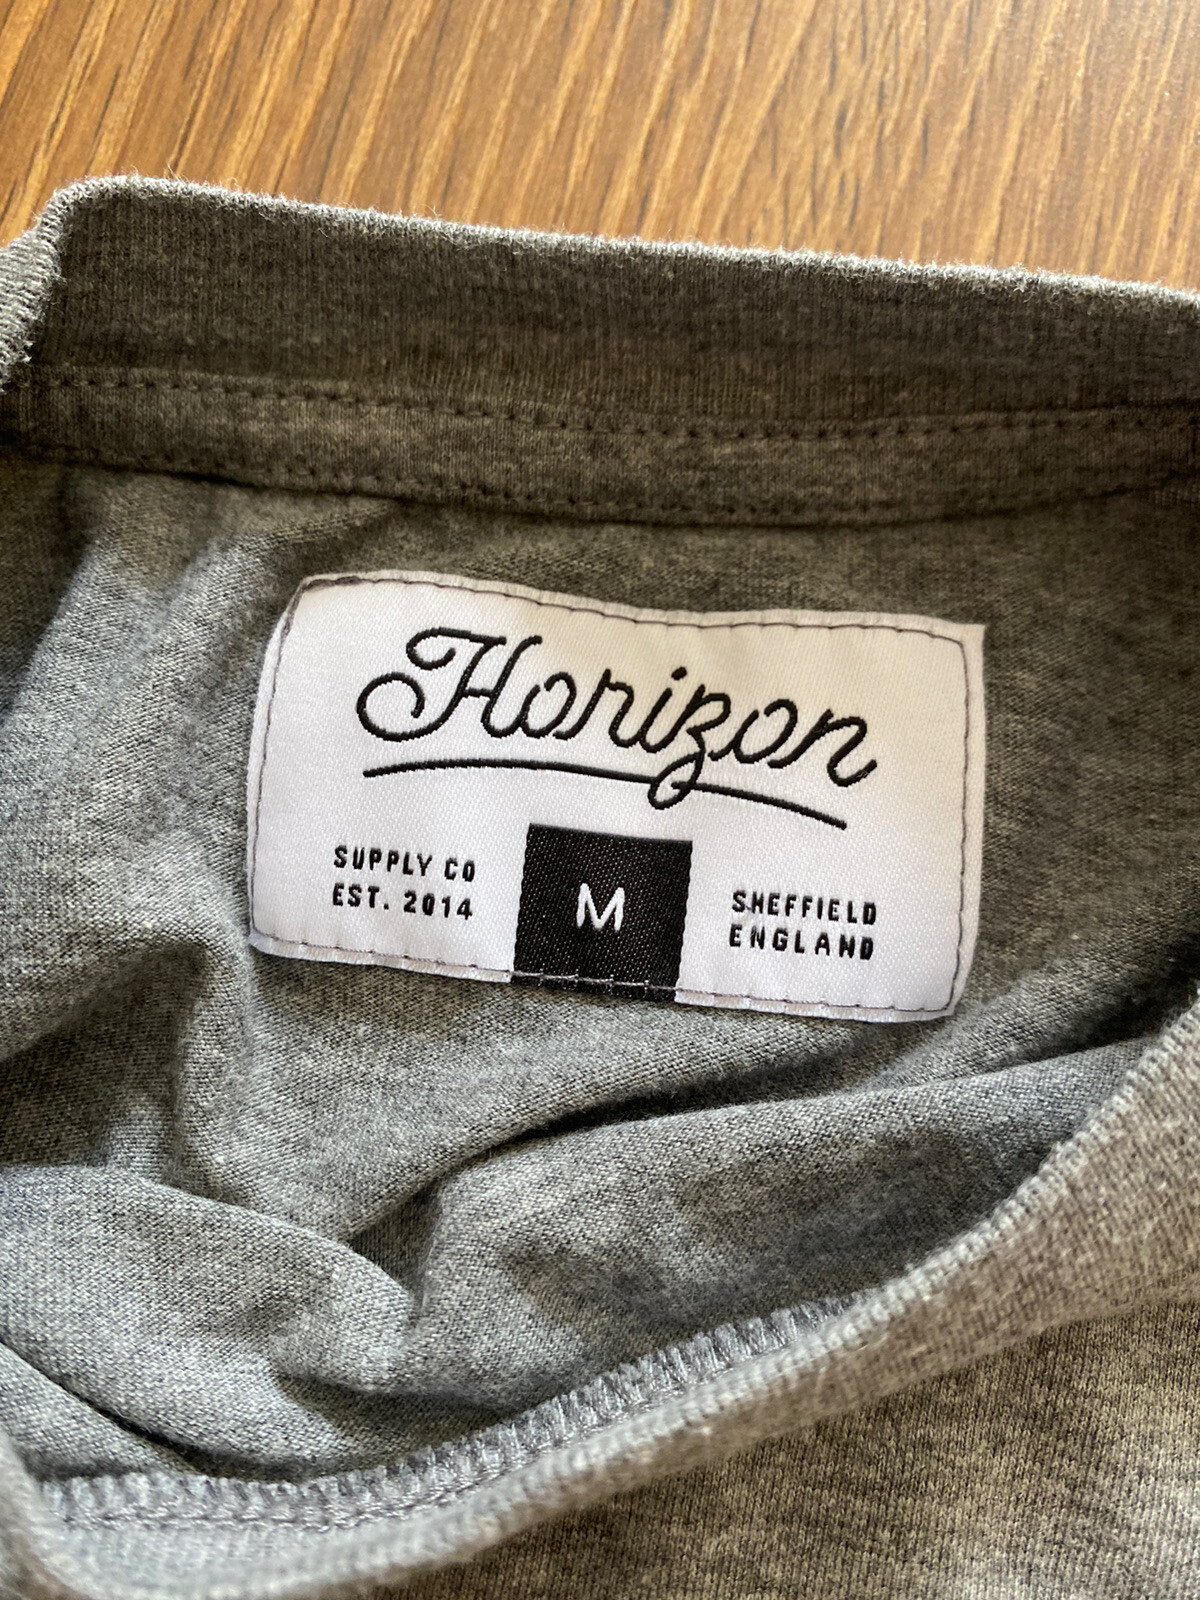 Horizon
SUPPLY CO
EST. 2014
M
SHEFFIELD
ENGLAND